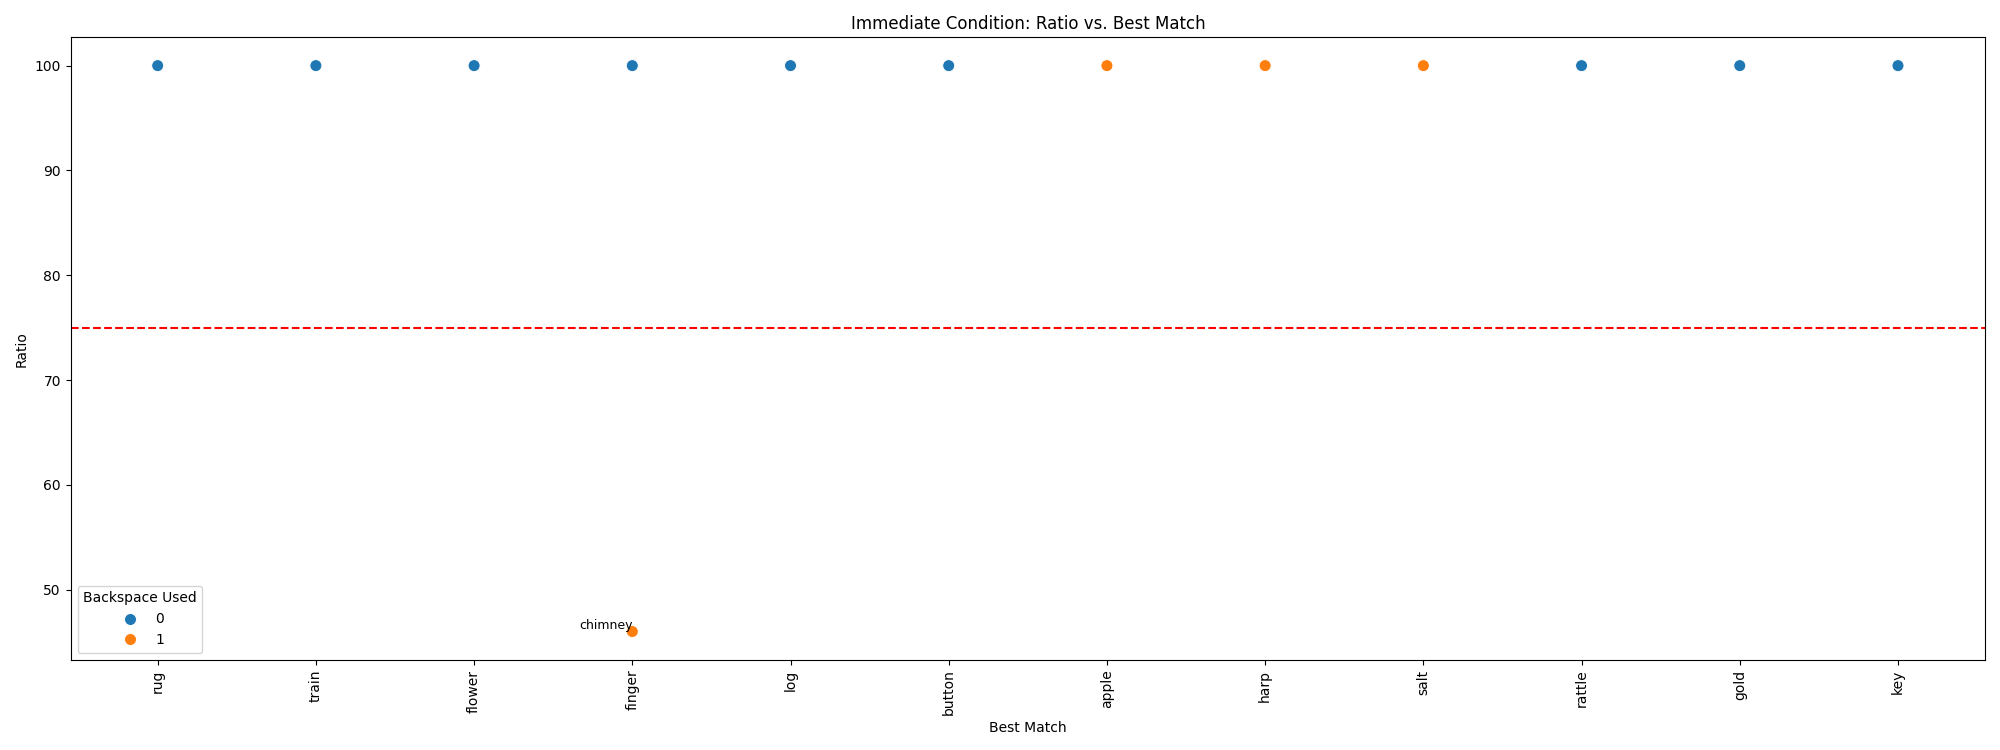 Immediate Condition: Ratio vs. Best Match
100
90
80
70
60
50
Ratio
chimney
Backspace Used
0
1
rug
train
flower
finger
log
button
apple
harp
salt
rattle
gold
key
Best Match